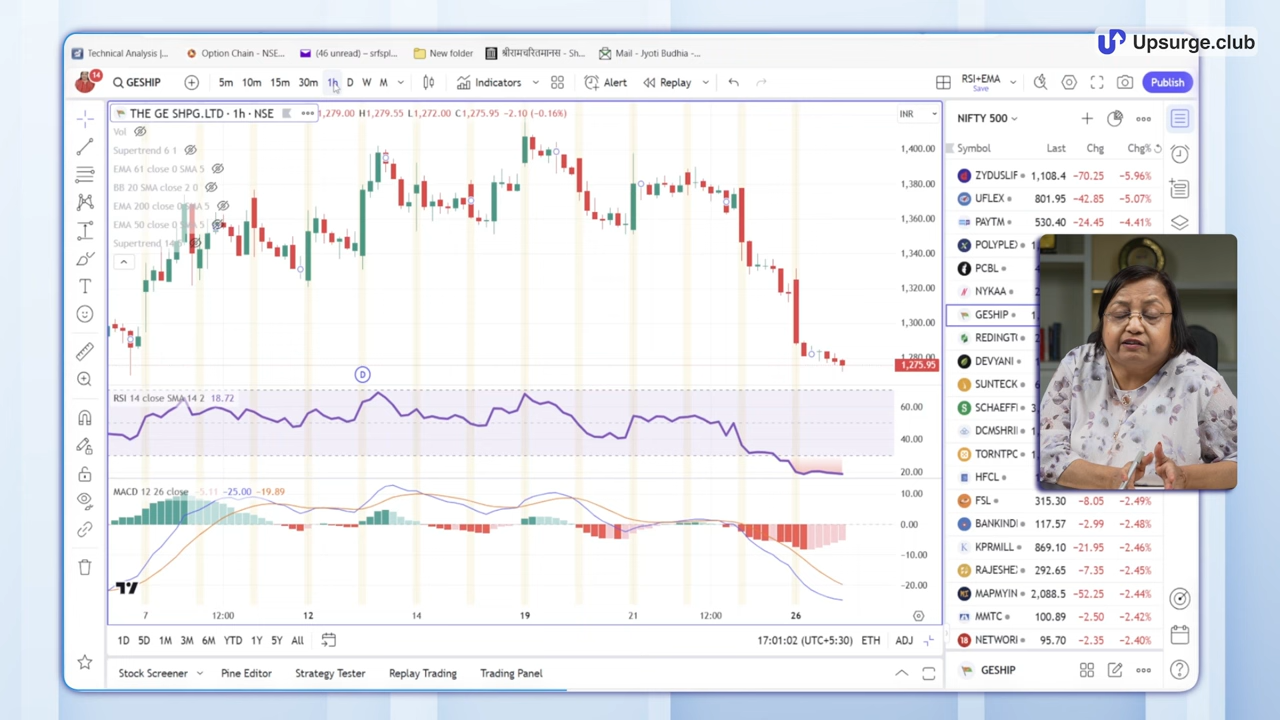 Upsurge.club
Technical Analysis |...
Option Chain - NSE...
(46 unread) – srfspl...
New folder
श्रीरामचरितमानस - Sh...
Mail - Jyoti Budhia -...
14
GESHIP
5m 10m 15m 30m 1h D W M
Indicators
Alert
Replay
RSI+EMA
Save
Publish
THE GE SHPG.LTD · 1h · NSE
1,279.00 H1,279.55 L1,272.00 C1,275.95 -2.10 (-0.16%)
INR
Vol
Supertrend 6 1
EMA 61 close 0 SMA 5
BB 20 SMA close 2 0
EMA 200 close 0 SMA 5
EMA 50 close 0 SMA 5
1,400.00
1,380.00
1,360.00
1,340.00
1,320.00
1,300.00
1,280.00
1,275.95
D
RSI 14 close SMA 14 2 18.72
60.00
40.00
20.00
MACD 12 26 close -5.11 -25.00 -19.89
10.00
0.00
-10.00
-20.00
7 12:00 12 14 19 21 12:00 26
1D 5D 1M 3M 6M YTD 1Y 5Y All
17:01:02 (UTC+5:30) ETH ADJ
Stock Screener
Pine Editor
Strategy Tester
Replay Trading
Trading Panel
NIFTY 500
Symbol Last Chg Chg%
ZYDUSLIF 1,108.4 -70.25 -5.96%
UFLEX 801.95 -42.85 -5.07%
PAYTM 530.40 -24.45 -4.41%
POLYPLEX
PCBL
NYKAA
GESHIP
REDINGTO
DEVYANI
SUNTECK
SCHAEFFI
DCMSHRI
TORNTPC
HFCL
FSL 315.30 -8.05 -2.49%
BANKINDI 117.57 -2.99 -2.48%
KPRMILL 869.10 -21.95 -2.46%
RAJESHEX 292.65 -7.35 -2.45%
MAPMYIN 2,088.5 -52.25 -2.44%
MMTC 100.89 -2.50 -2.42%
NETWORK 95.70 -2.35 -2.40%
GESHIP